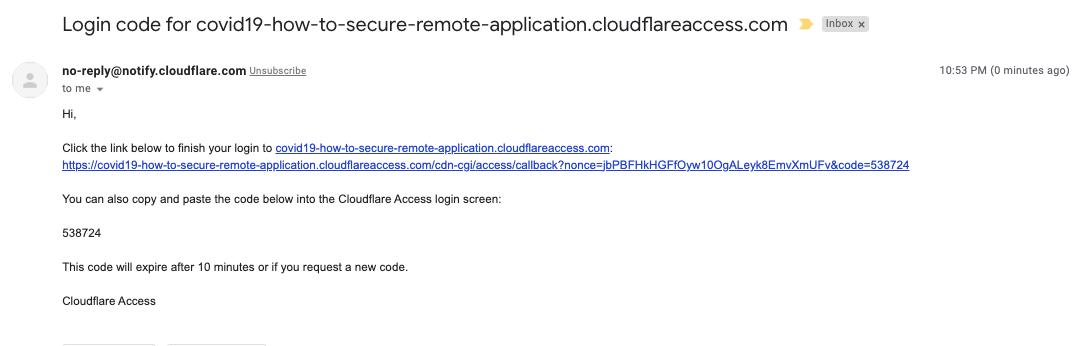 Login code for covid19-how-to-secure-remote-application.cloudflareaccess.com Inbox x
no-reply@notify.cloudflare.com Unsubscribe 10:53 PM (0 minutes ago)
to me
Hi,
Click the link below to finish your login to covid19-how-to-secure-remote-application.cloudflareaccess.com:
https://covid19-how-to-secure-remote-application.cloudflareaccess.com/cdn-cgi/access/callback?nonce=jbPBFHkHGFfOyw10OgALeyk8EmvXmUFv&code=538724
You can also copy and paste the code below into the Cloudflare Access login screen:
538724
This code will expire after 10 minutes or if you request a new code.
Cloudflare Access